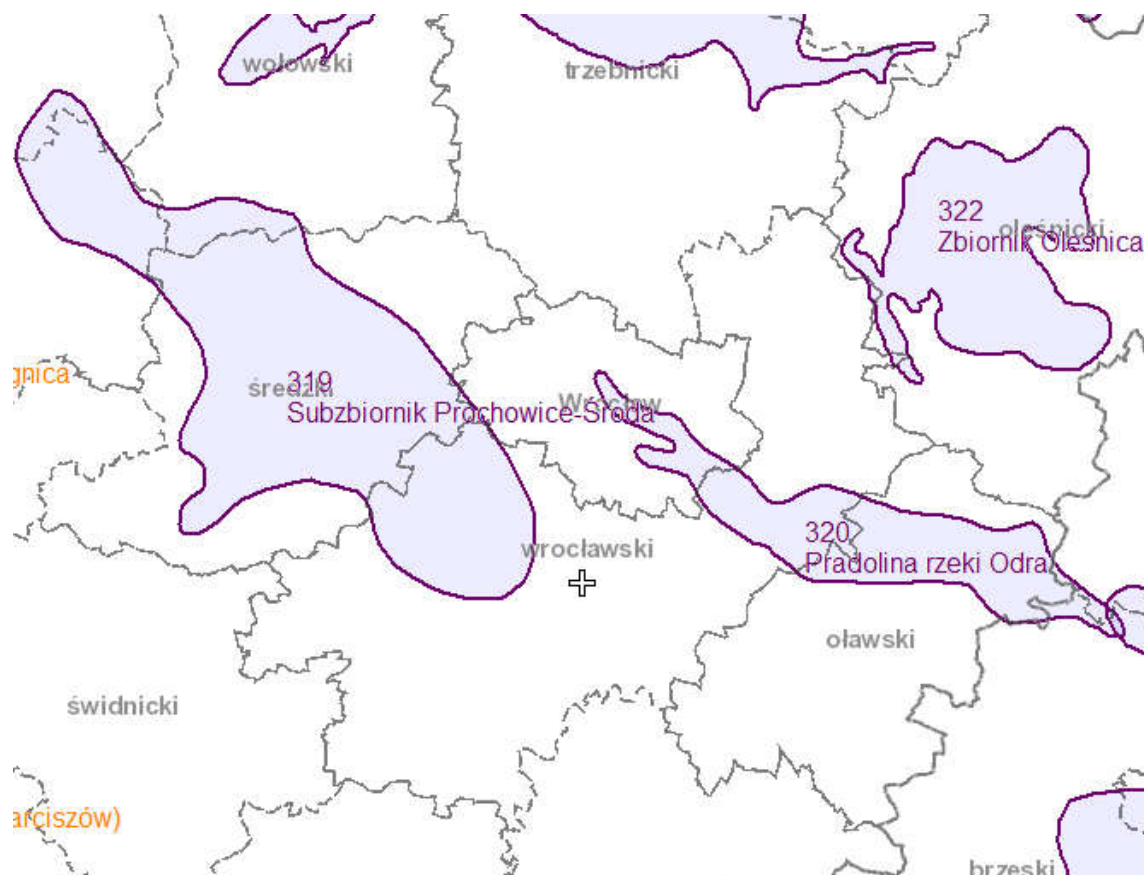 wołowski
trzebnicki
322
oleśnicki
Zbiornik Oleśnica
gnica
319
średzki
Subzbiornik Prochowice-Środa
Wrocław
320
Pradolina rzeki Odra
wrocławski
oławski
świdnicki
arciszów)
brzeski